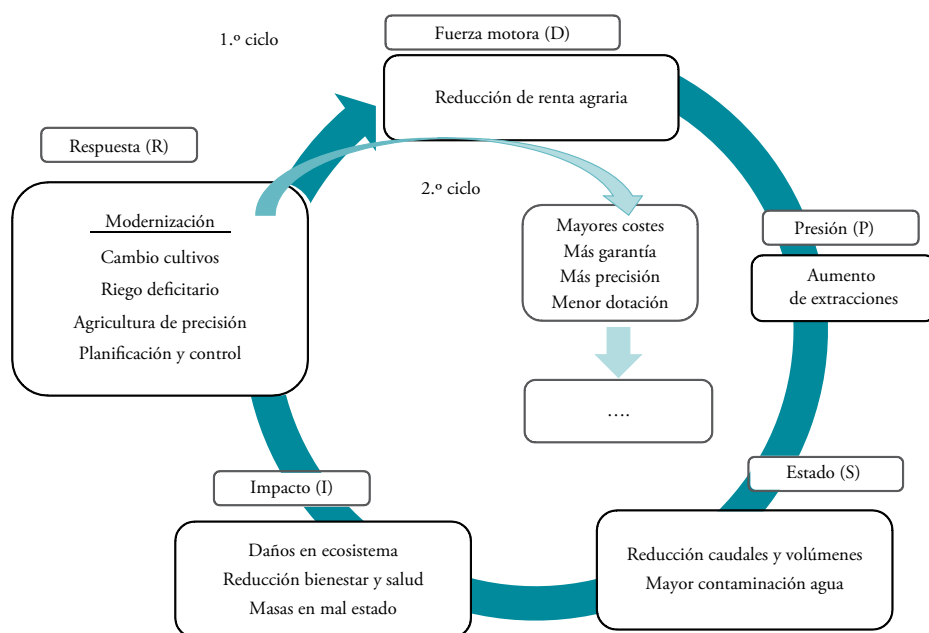 1.º ciclo
Fuerza motora (D)
Reducción de renta agraria
Respuesta (R)
Modernización
Cambio cultivos
Riego deficitario
Agricultura de precisión
Planificación y control
2.º ciclo
Mayores costes
Más garantía
Más precisión
Menor dotación
....
Presión (P)
Aumento
de extracciones
Estado (S)
Reducción caudales y volúmenes
Mayor contaminación agua
Impacto (I)
Daños en ecosistema
Reducción bienestar y salud
Masas en mal estado